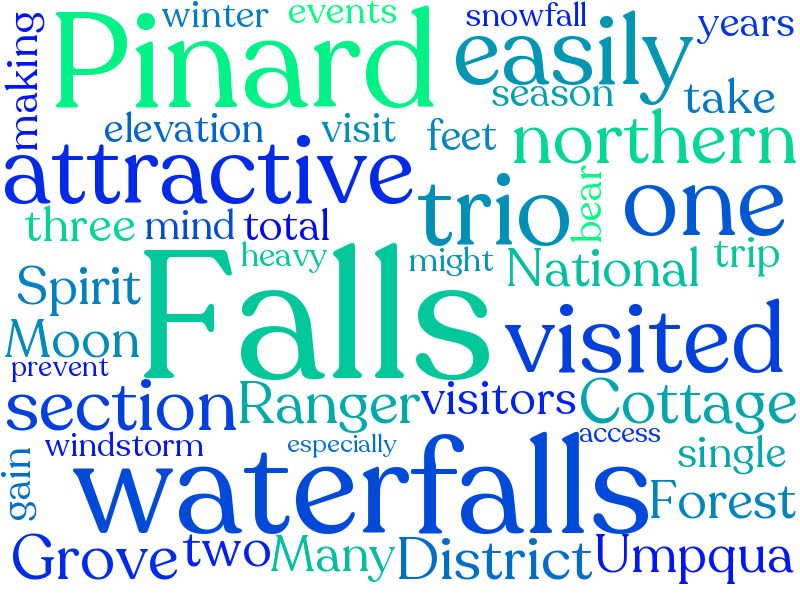 making
winter
events
snowfall
years
Pinard
easily
season
take
elevation
visit
feet
northern
attractive
trio
bear
one
three
mind
total
heavy
might
National
trip
Spirit
Falls
Moon
visited
prevent
section
Ranger
visitors
Cottage
windstorm
especially
access
single
gain
waterfalls
Forest
Grove
two
Many
District
Umpqua